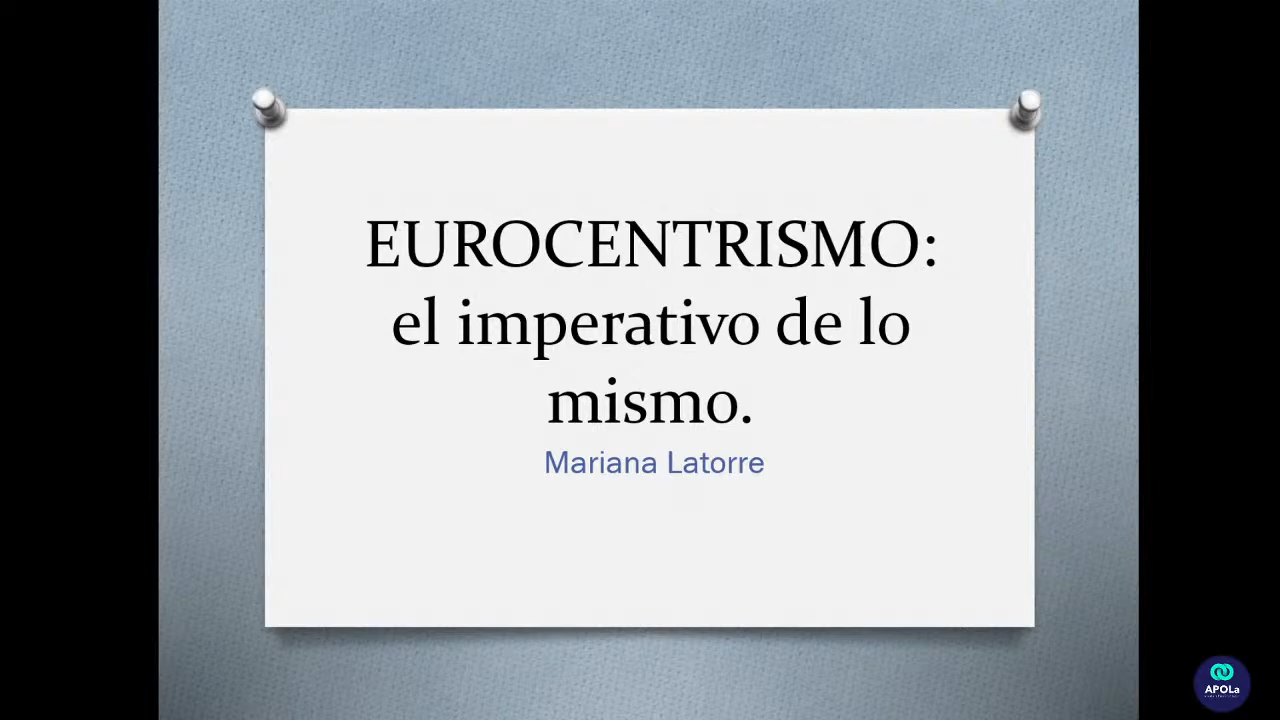 EUROCENTRISMO:
el imperativo de lo
mismo.
Mariana Latorre
APOLa